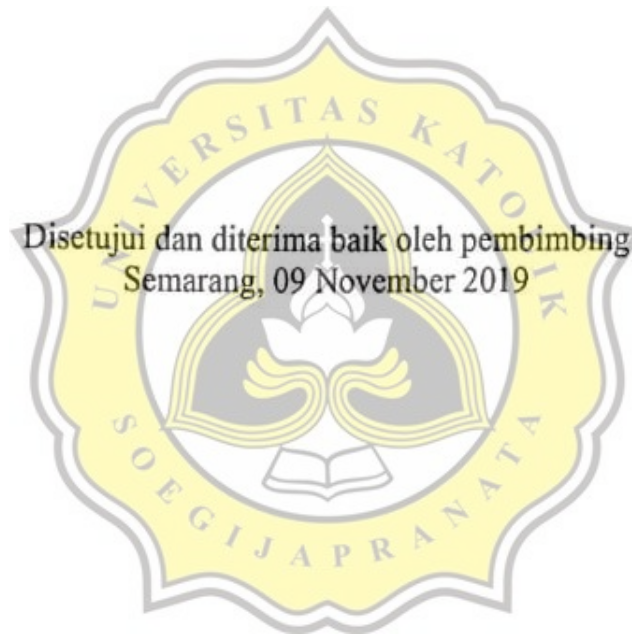 UNIVERSITAS KATOLIK
Disetujui dan diterima baik oleh pembimbing
Semarang, 09 November 2019
SOEGIJAPRANATA